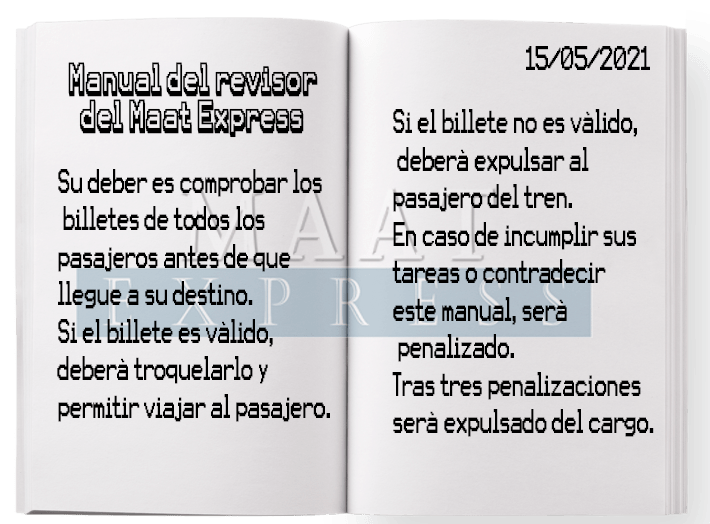 Manual del revisor
del Maat Express
Su deber es comprobar los
billetes de todos los
pasajeros antes de que
llegue a su destino.
Si el billete es vàlido,
deberà troquelarlo y
permitir viajar al pasajero.
15/05/2021
Si el billete no es vàlido,
deberà expulsar al
pasajero del tren.
En caso de incumplir sus
tareas o contradecir
este manual, serà
penalizado.
Tras tres penalizaciones
serà expulsado del cargo.
MAAT
EXPRESS